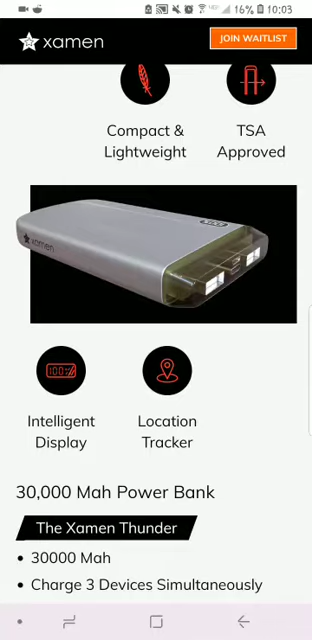 16% 10:03
xamen
JOIN WAITLIST
Compact &
Lightweight
TSA
Approved
xamen
100%
Intelligent
Display
Location
Tracker
30,000 Mah Power Bank
The Xamen Thunder
• 30000 Mah
• Charge 3 Devices Simultaneously